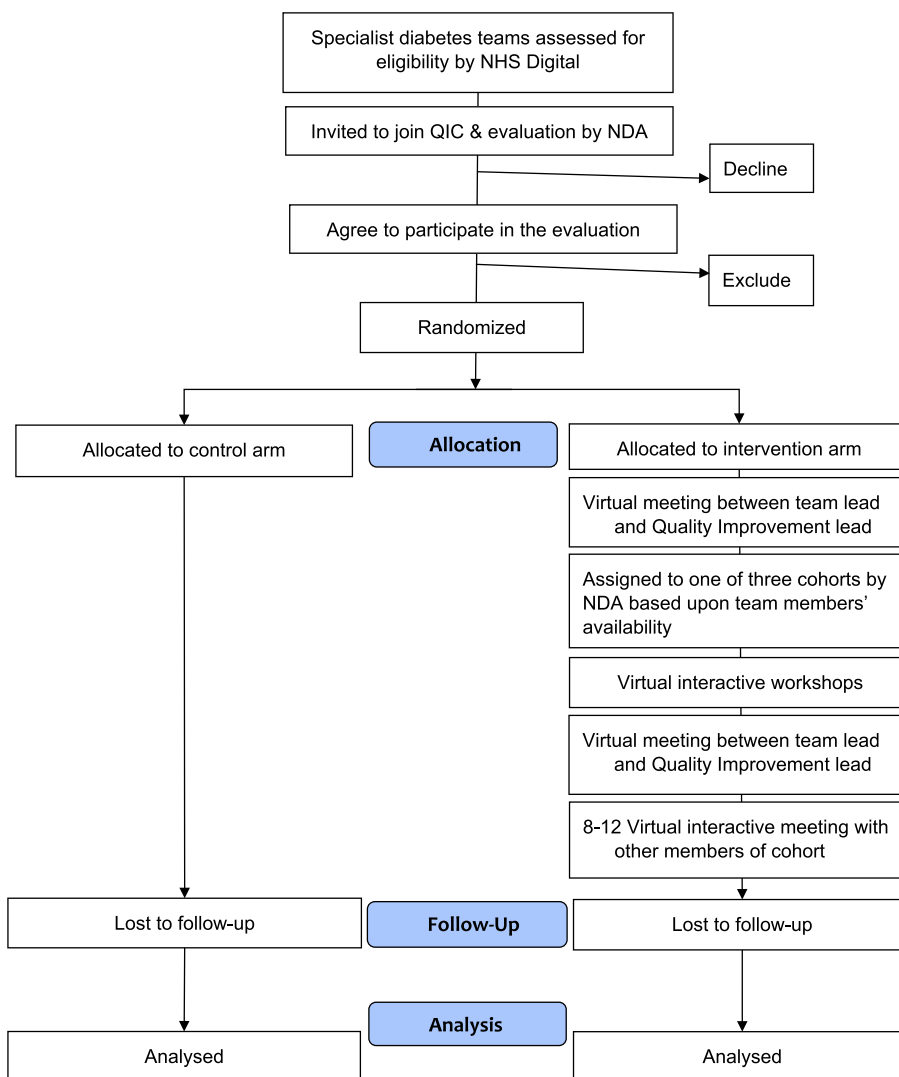 Specialist diabetes teams assessed for
eligibility by NHS Digital
Invited to join QIC & evaluation by NDA
Decline
Agree to participate in the evaluation
Exclude
Randomized
Allocated to control arm
Allocation
Allocated to intervention arm
Virtual meeting between team lead
and Quality Improvement lead
Assigned to one of three cohorts by
NDA based upon team members’
availability
Virtual interactive workshops
Virtual meeting between team lead
and Quality Improvement lead
8-12 Virtual interactive meeting with
other members of cohort
Lost to follow-up
Follow-Up
Lost to follow-up
Analysis
Analysed
Analysed